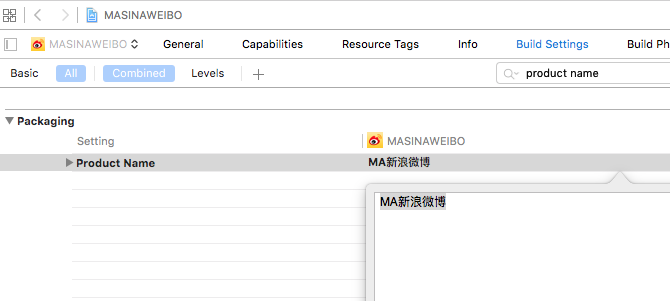 MASINAWEIBO
MASINAWEIBO General Capabilities Resource Tags Info Build Settings Build Ph
Basic All Combined Levels + product name
Packaging
Setting MASINAWEIBO
Product Name MA新浪微博
MA新浪微博